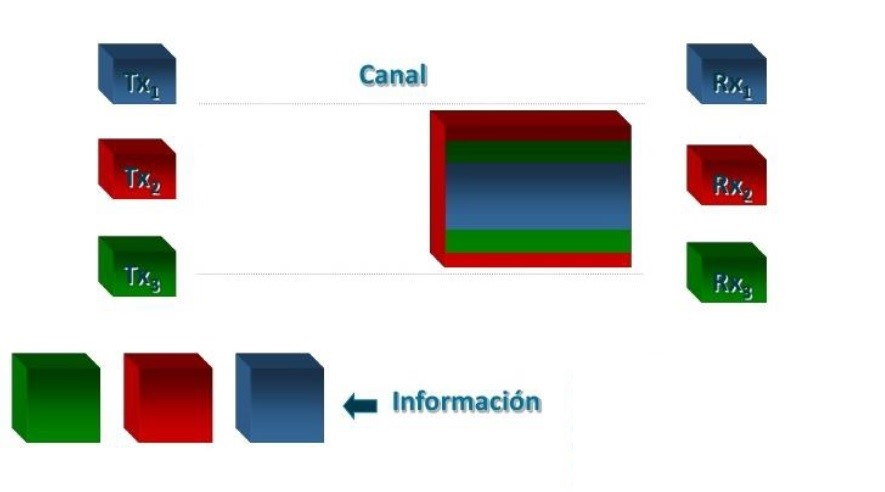 Canal
Tx1 Rx1
Tx2 Rx2
Tx3 Rx3
Información